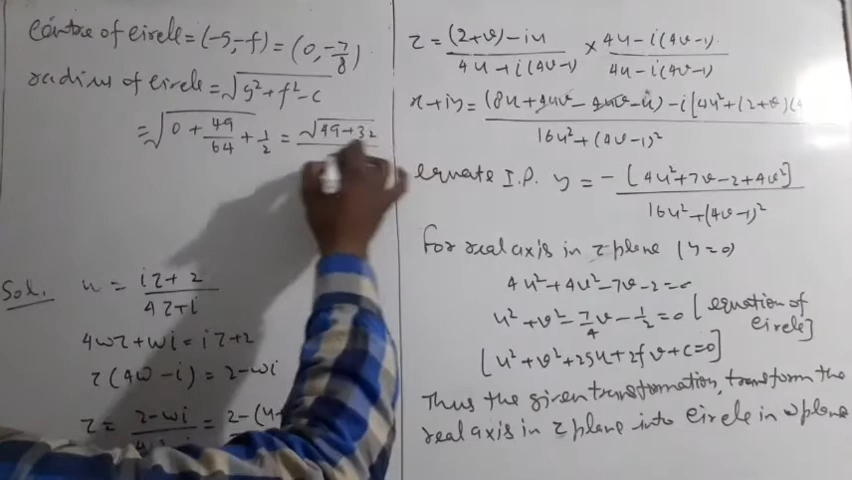 Centre of circle = (-g, -f) = (0, -7/8)
radius of circle = √g² + f² - c
= √0 + 49/64 + 1/2 = √49+32
Sol. w = iz+2 / 4z+i
4wz + wi = iz+2
z(4w - i) = 2 - wi
z = 2-wi / = 2-(u+
z = (2+v) - iu / 4u + i(4v-1) × 4u - i(4v-1) / 4u - i(4v-1)
x+iy = (8u + 4uv - 4uv - u) - i[4u² + (2+v)(4 / 16u² + (4v-1)²
equate I.P. y = - [4u² + 7v - 2 + 4v²] / 16u² + (4v-1)²
For real axis in z plane (y=0)
4u² + 4v² - 7v - 2 = 0
u² + v² - 7/4 v - 1/2 = 0 [equation of circle]
[u² + v² + 2gu + 2fv + c = 0]
Thus the given transformation, transform the
real axis in z plane into circle in w plane